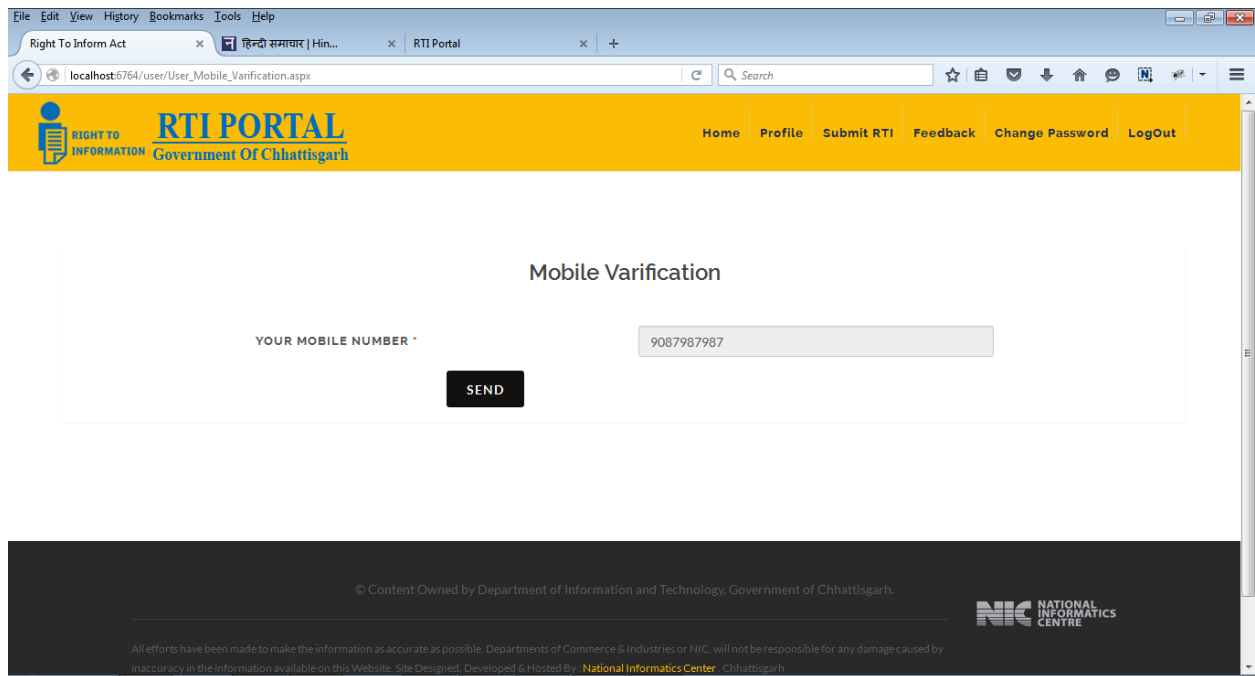 File Edit View History Bookmarks Tools Help
Right To Inform Act × हिन्दी समाचार | Hin... × RTI Portal × +
localhost:6764/user/User_Mobile_Varification.aspx Search
RIGHT TO INFORMATION
RTI PORTAL
Government Of Chhattisgarh
Home Profile Submit RTI Feedback Change Password LogOut
Mobile Varification
YOUR MOBILE NUMBER * 9087987987
SEND
© Content Owned by Department of Information and Technology, Government of Chhattisgarh.
NIC NATIONAL INFORMATICS CENTRE
All efforts have been made to make the information as accurate as possible. Departments of Commerce & Industries or NIC, will not be responsible for any damage caused by
inaccuracy in the information available on this Website. Site Designed, Developed & Hosted By : National Informatics Center , Chhattisgarh